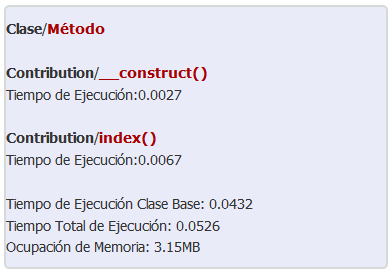 Clase/Método
Contribution/__construct()
Tiempo de Ejecución:0.0027
Contribution/index()
Tiempo de Ejecución:0.0067
Tiempo de Ejecución Clase Base: 0.0432
Tiempo Total de Ejecución: 0.0526
Ocupación de Memoria: 3.15MB